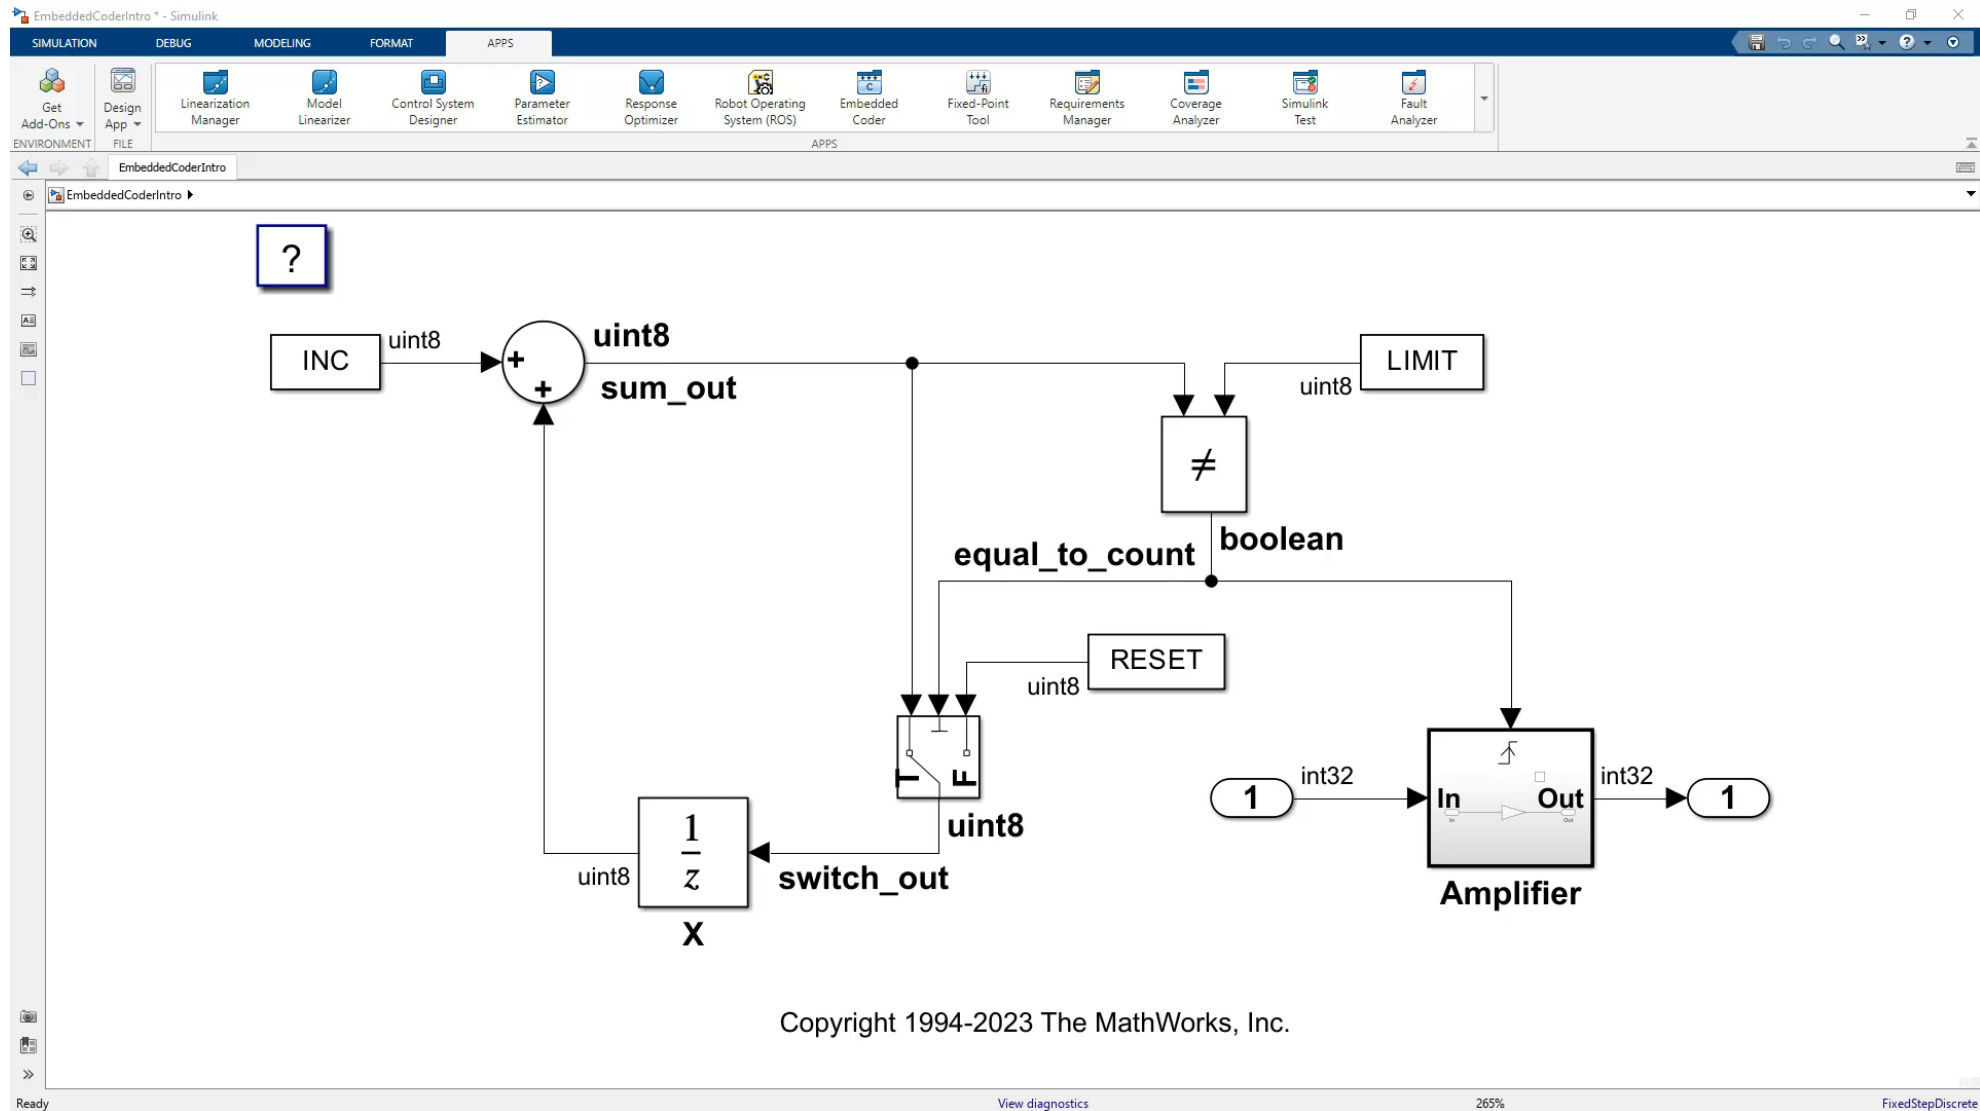 EmbeddedCoderIntro * - Simulink
SIMULATION DEBUG MODELING FORMAT APPS
Get Add-Ons
Design App
Linearization Manager
Model Linearizer
Control System Designer
Parameter Estimator
Response Optimizer
Robot Operating System (ROS)
Embedded Coder
Fixed-Point Tool
Requirements Manager
Coverage Analyzer
Simulink Test
Fault Analyzer
ENVIRONMENT FILE APPS
EmbeddedCoderIntro
EmbeddedCoderIntro
?
INC
uint8
+
+
uint8
sum_out
LIMIT
uint8
≠
boolean
equal_to_count
RESET
uint8
T F
uint8
switch_out
1
z
uint8
X
1
int32
In Out
In Out
int32
1
Amplifier
Copyright 1994-2023 The MathWorks, Inc.
Ready View diagnostics 265% FixedStepDiscrete